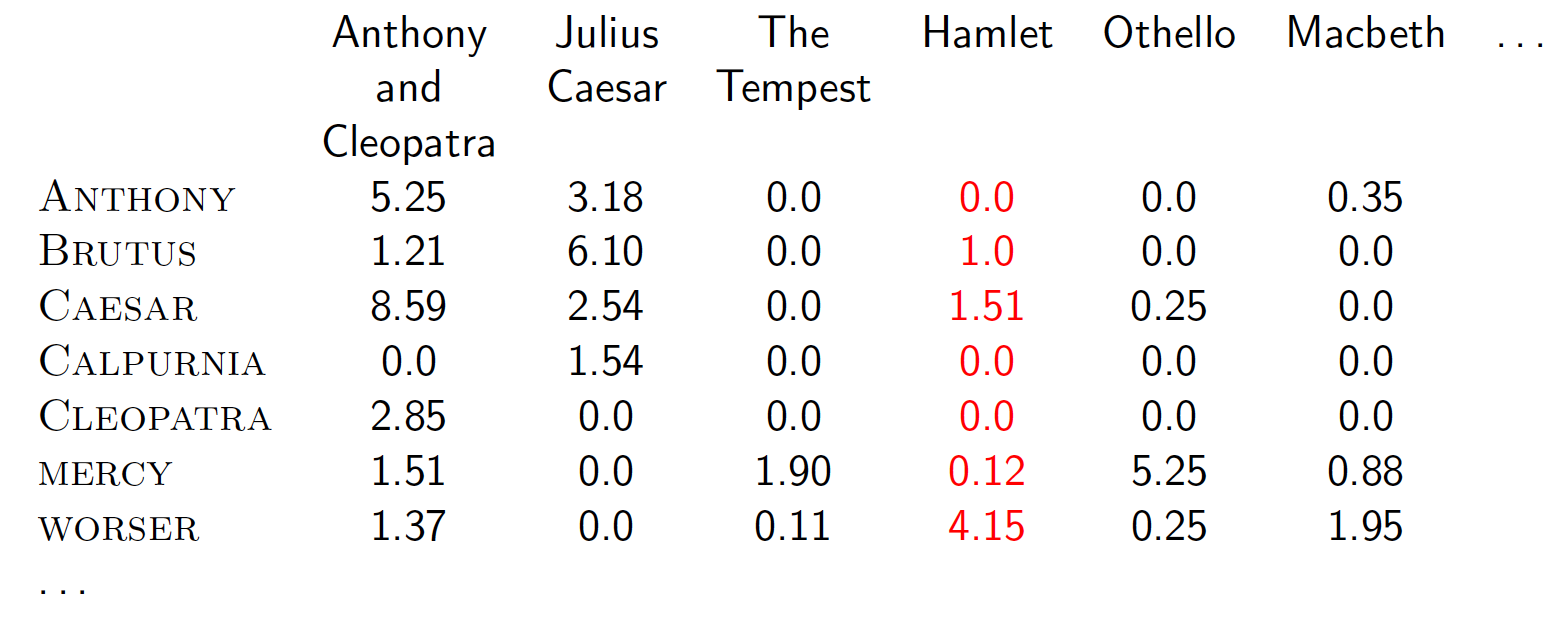 Anthony Julius The Hamlet Othello Macbeth . . .
and Caesar Tempest
Cleopatra
ANTHONY 5.25 3.18 0.0 0.0 0.0 0.35
BRUTUS 1.21 6.10 0.0 1.0 0.0 0.0
CAESAR 8.59 2.54 0.0 1.51 0.25 0.0
CALPURNIA 0.0 1.54 0.0 0.0 0.0 0.0
CLEOPATRA 2.85 0.0 0.0 0.0 0.0 0.0
MERCY 1.51 0.0 1.90 0.12 5.25 0.88
WORSER 1.37 0.0 0.11 4.15 0.25 1.95
. . .